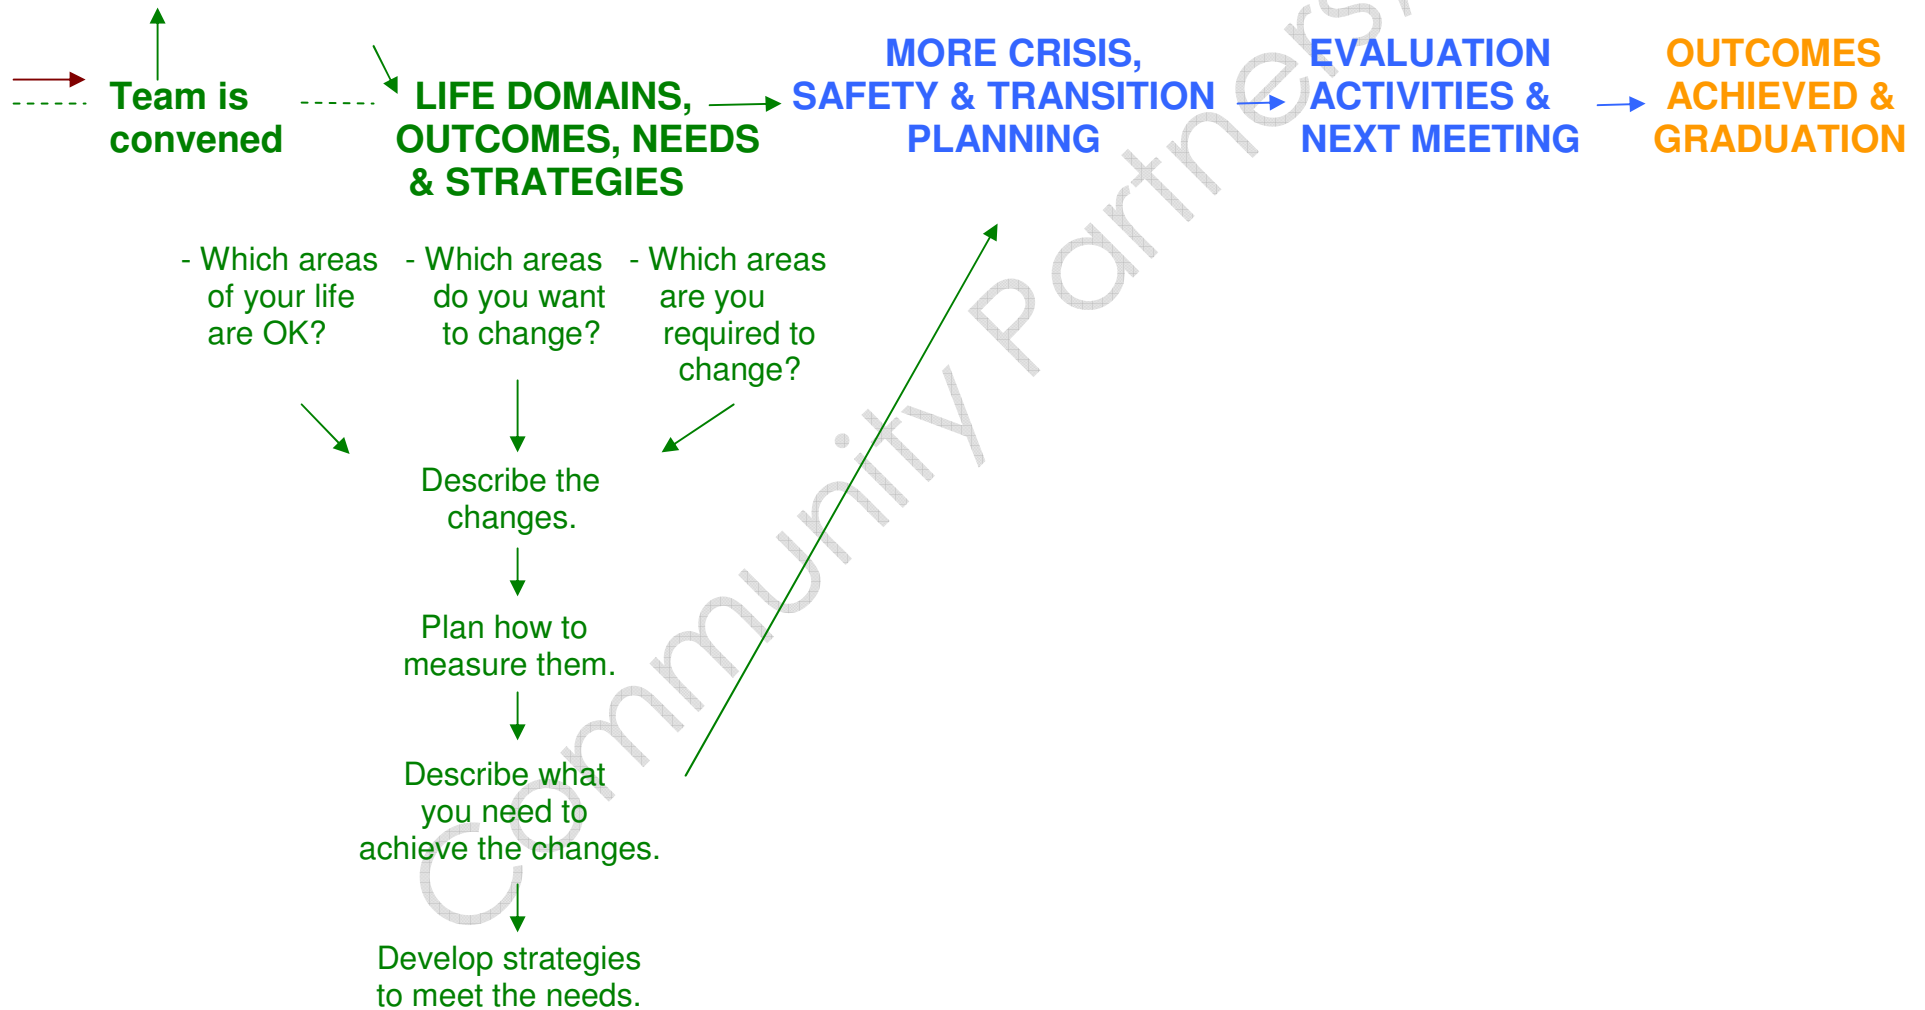 Team is
convened
LIFE DOMAINS,
OUTCOMES, NEEDS
& STRATEGIES
MORE CRISIS,
SAFETY & TRANSITION
PLANNING
EVALUATION
ACTIVITIES &
NEXT MEETING
OUTCOMES
ACHIEVED &
GRADUATION
- Which areas
of your life
are OK?
- Which areas
do you want
to change?
- Which areas
are you
required to
change?
Describe the
changes.
Plan how to
measure them.
Describe what
you need to
achieve the changes.
Develop strategies
to meet the needs.
Community Partners,